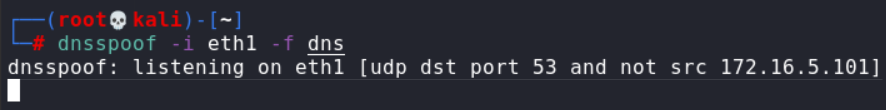 ┌──(root💀kali)-[~]
└─# dnsspoof -i eth1 -f dns
dnsspoof: listening on eth1 [udp dst port 53 and not src 172.16.5.101]